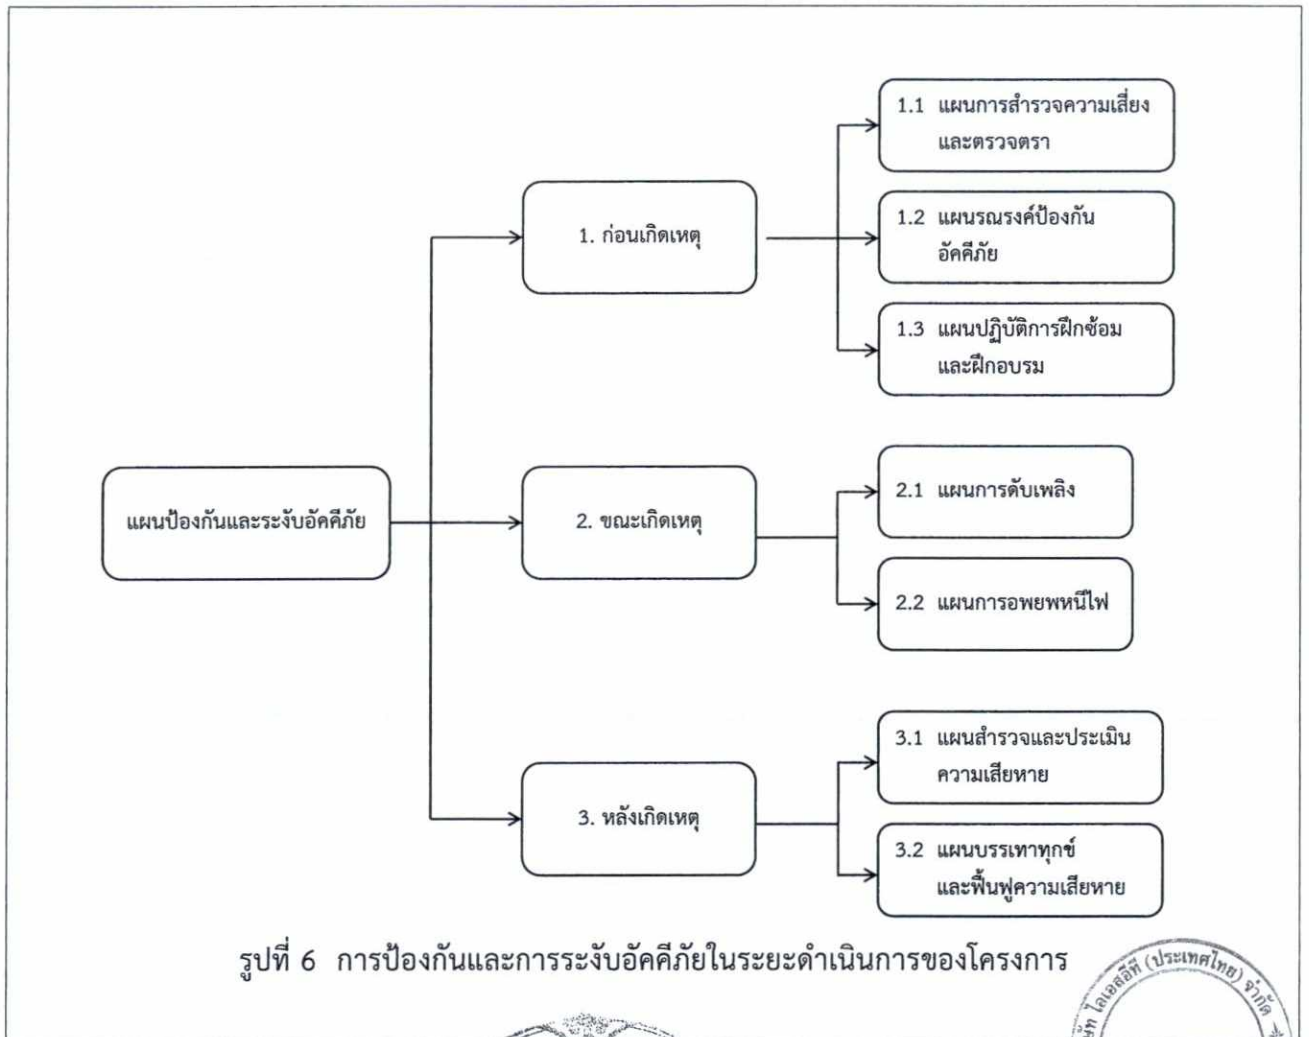 1.1 แผนการสำรวจความเสี่ยง
และตรวจตรา
1. ก่อนเกิดเหตุ
1.2 แผนรณรงค์ป้องกัน
อัคคีภัย
1.3 แผนปฏิบัติการฝึกซ้อม
และฝึกอบรม
แผนป้องกันและระงับอัคคีภัย
2. ขณะเกิดเหตุ
2.1 แผนการดับเพลิง
2.2 แผนการอพยพหนีไฟ
3. หลังเกิดเหตุ
3.1 แผนสำรวจและประเมิน
ความเสียหาย
3.2 แผนบรรเทาทุกข์
และฟื้นฟูความเสียหาย
รูปที่ 6 การป้องกันและการระงับอัคคีภัยในระยะดำเนินการของโครงการ
(ประเทศไทย) จำกัด